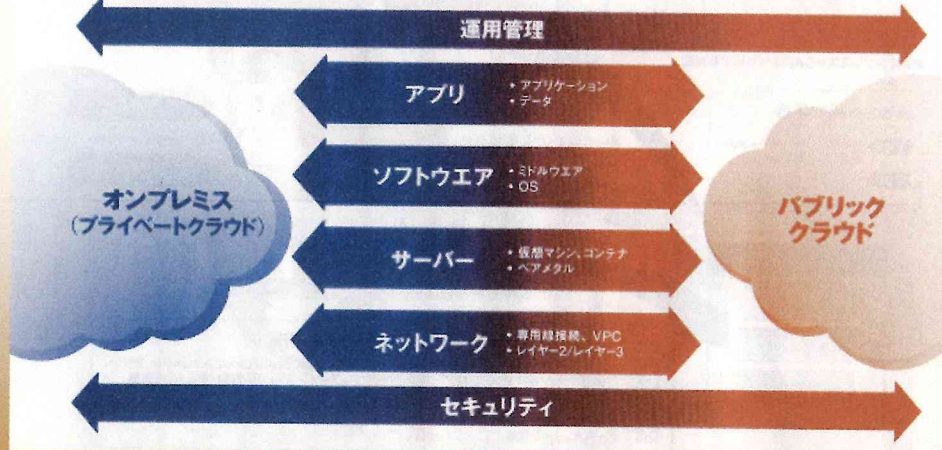 運用管理
アプリ
• アプリケーション
• データ
ソフトウエア
• ミドルウエア
• OS
オンプレミス
(プライベートクラウド)
パブリック
クラウド
サーバー
• 仮想マシン、コンテナ
• ベアメタル
ネットワーク
• 専用線接続、VPC
• レイヤー2/レイヤー3
セキュリティ